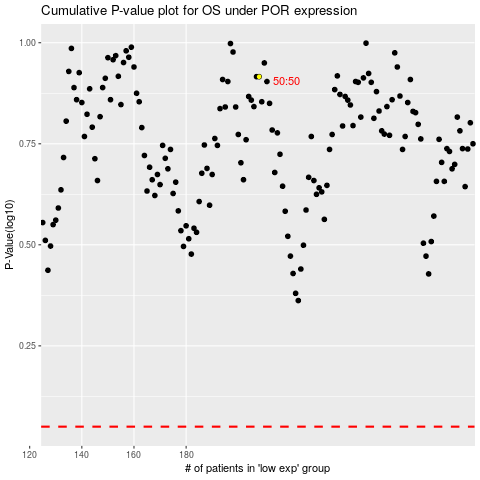 Cumulative P-value plot for OS under POR expression
P-Value(log10)
1.00
0.75
0.50
0.25
50:50
120 140 160 180
# of patients in 'low exp' group